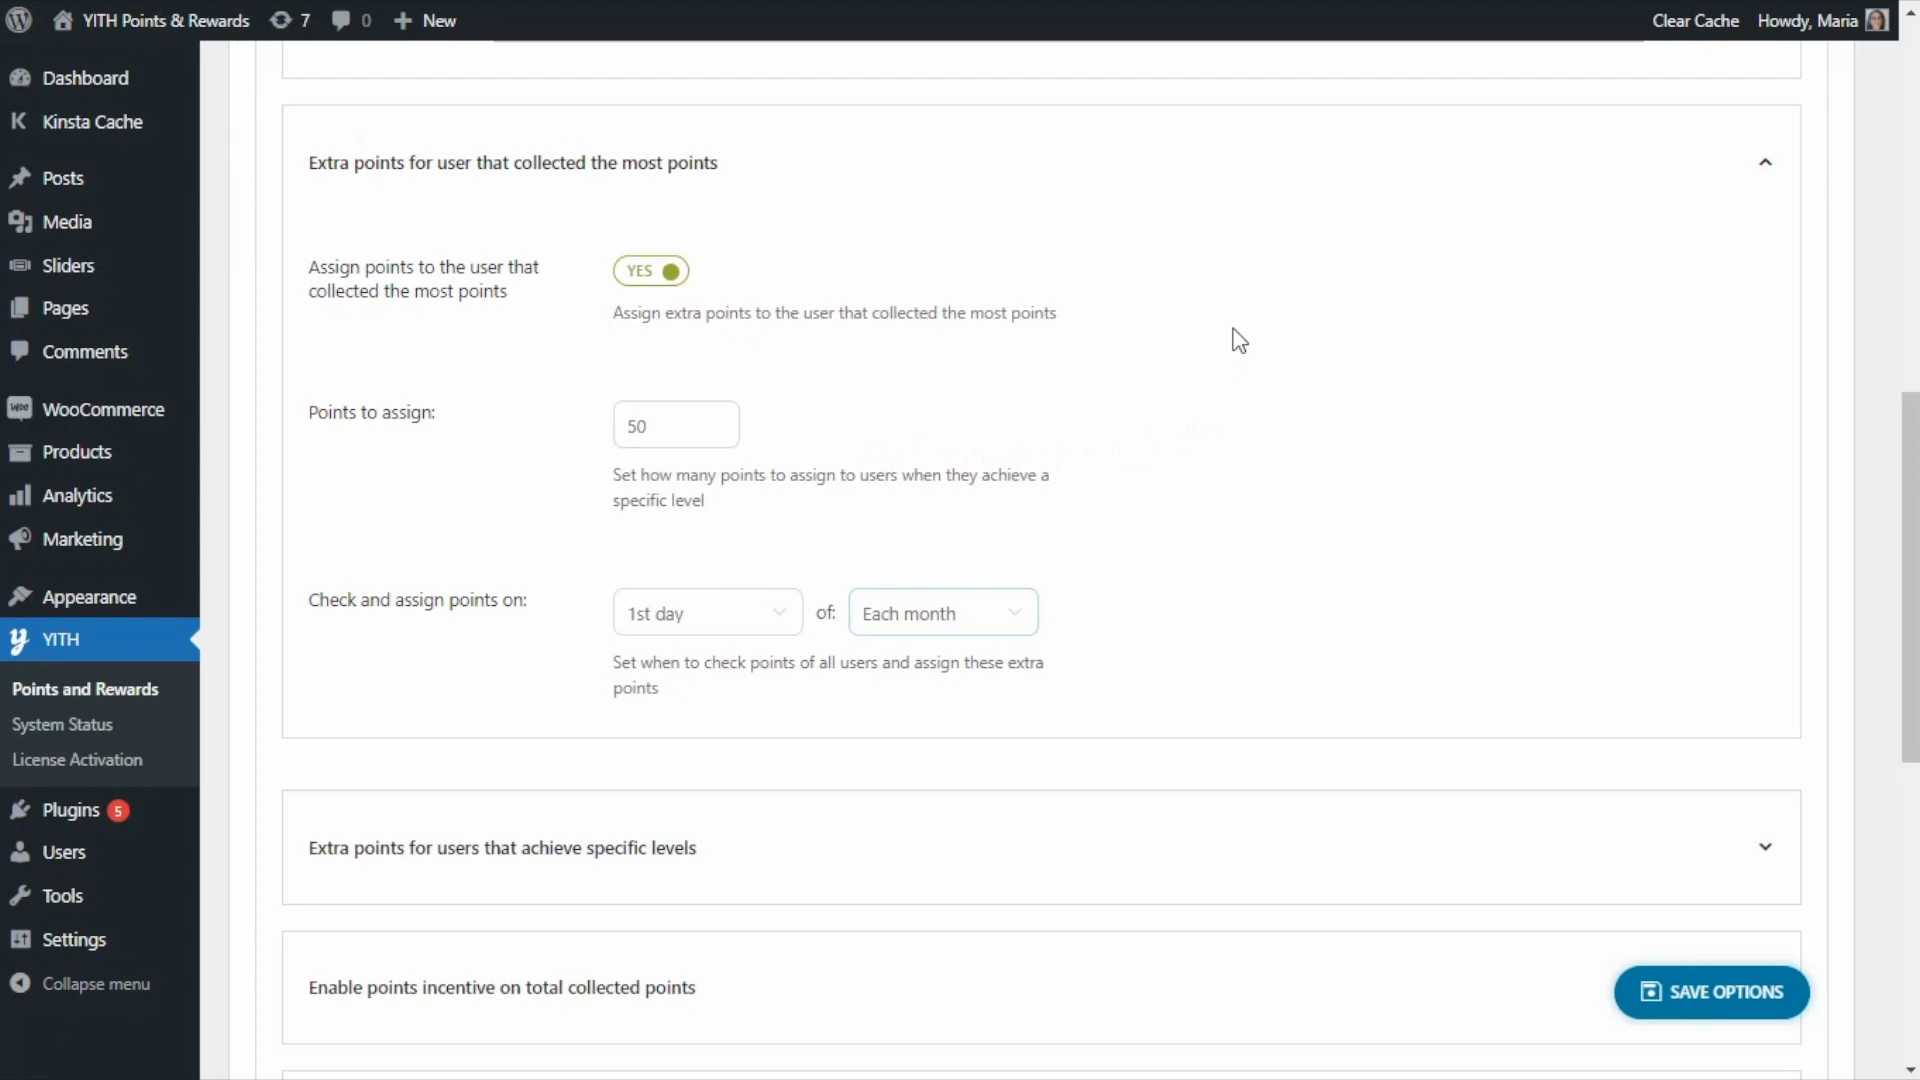 YITH Points & Rewards 7 0 New Clear Cache Howdy, Maria
Dashboard
Kinsta Cache
Posts
Media
Sliders
Pages
Comments
WooCommerce
Products
Analytics
Marketing
Appearance
YITH
Points and Rewards
System Status
License Activation
Plugins 5
Users
Tools
Settings
Collapse menu
Extra points for user that collected the most points
Assign points to the user that
collected the most points
YES
Assign extra points to the user that collected the most points
Points to assign:
50
Set how many points to assign to users when they achieve a
specific level
Check and assign points on:
1st day of: Each month
Set when to check points of all users and assign these extra
points
Extra points for users that achieve specific levels
Enable points incentive on total collected points
SAVE OPTIONS